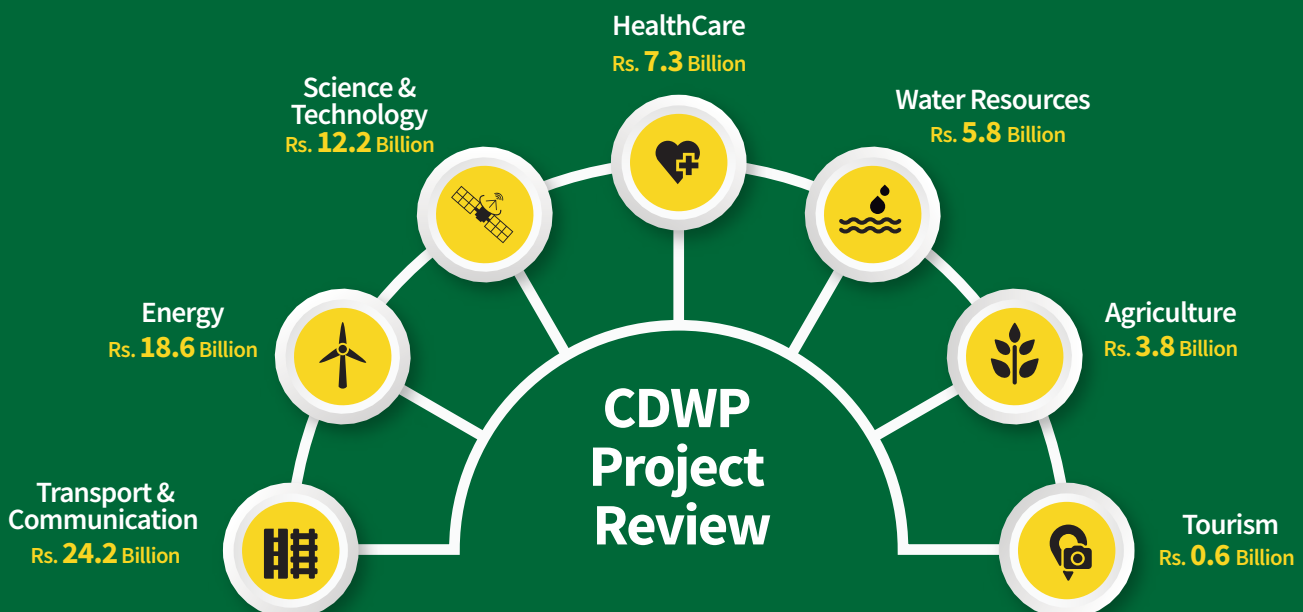 HealthCare
Rs. 7.3 Billion
Science &
Technology
Rs. 12.2 Billion
Water Resources
Rs. 5.8 Billion
Energy
Rs. 18.6 Billion
Agriculture
Rs. 3.8 Billion
CDWP
Project
Review
Transport &
Communication
Rs. 24.2 Billion
Tourism
Rs. 0.6 Billion